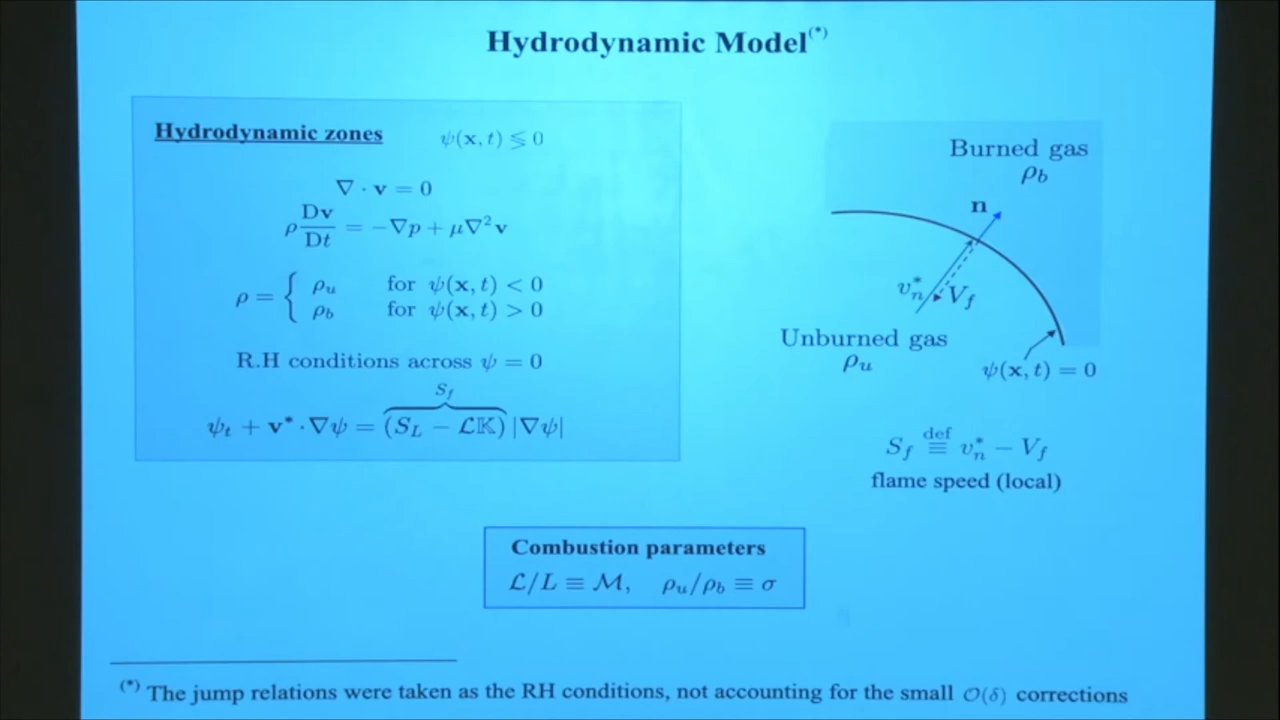 Hydrodynamic Model(*)
Hydrodynamic zones ψ(x, t) ≶ 0
∇ · v = 0
ρ Dv/Dt = −∇p + μ∇²v
ρ = { ρu for ψ(x, t) < 0
ρb for ψ(x, t) > 0
R.H conditions across ψ = 0
Sf
ψt + v* · ∇ψ = (SL − ℒ𝕂) |∇ψ|
Burned gas
ρb
n
v*n Vf
Unburned gas
ρu
ψ(x, t) = 0
Sf ≡ v*n − Vf
def
flame speed (local)
Combustion parameters
ℒ/L ≡ ℳ, ρu/ρb ≡ σ
(*) The jump relations were taken as the RH conditions, not accounting for the small 𝒪(δ) corrections